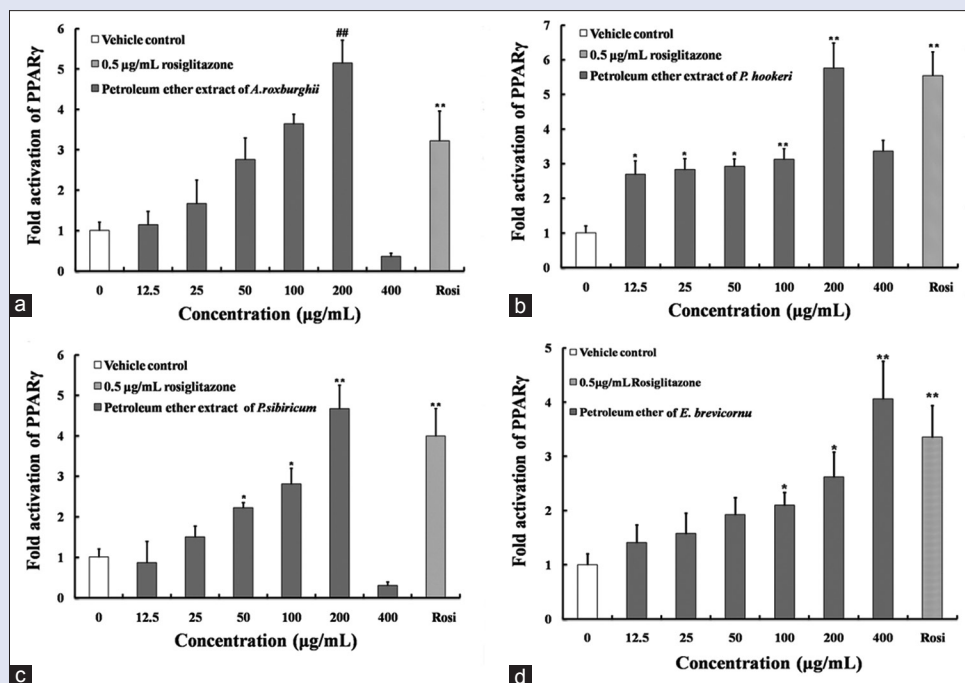 6
5
4
3
2
1
0
Fold activation of PPARγ
Vehicle control
0.5 µg/mL rosiglitazone
Petroleum ether extract of A.roxburghii
##
**
0 12.5 25 50 100 200 400 Rosi
Concentration (µg/mL)
a
7
6
5
4
3
2
1
0
Fold activation of PPARγ
Vehicle control
0.5 µg/mL rosiglitazone
Petroleum ether extract of P. hookeri
* * * ** ** **
0 12.5 25 50 100 200 400 Rosi
Concentration (µg/mL)
b
6
5
4
3
2
1
0
Fold activation of PPARγ
Vehicle control
0.5 µg/mL rosiglitazone
Petroleum ether extract of P.sibiricum
* * ** **
0 12.5 25 50 100 200 400 Rosi
Concentration (µg/mL)
c
5
4
3
2
1
0
Fold activation of PPARγ
Vehicle control
0.5µg/mL Rosiglitazone
Petroleum ether of E. brevicornu
* * ** **
0 12.5 25 50 100 200 400 Rosi
Concentration (µg/mL)
d